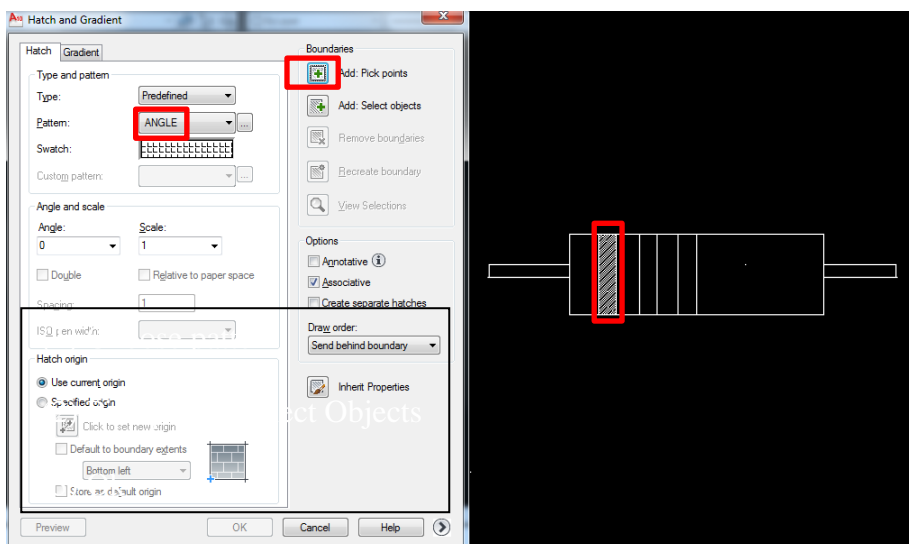 Hatch and Gradient
Hatch Gradient
Type and pattern
Type: Predefined
Pattern: ANGLE ...
Swatch:
Custom pattern: ...
Angle and scale
Angle: Scale:
0 1
Double Relative to paper space
Spacing: 1
ISO pen width:
Hatch origin
Use current origin
Specified origin
Click to set new origin
Default to boundary extents
Bottom left
Store as default origin
Boundaries
Add: Pick points
Add: Select objects
Remove boundaries
Recreate boundary
View Selections
Options
Annotative
Associative
Create separate hatches
Draw order:
Send behind boundary
Inherit Properties
ect Objects
Preview OK Cancel Help